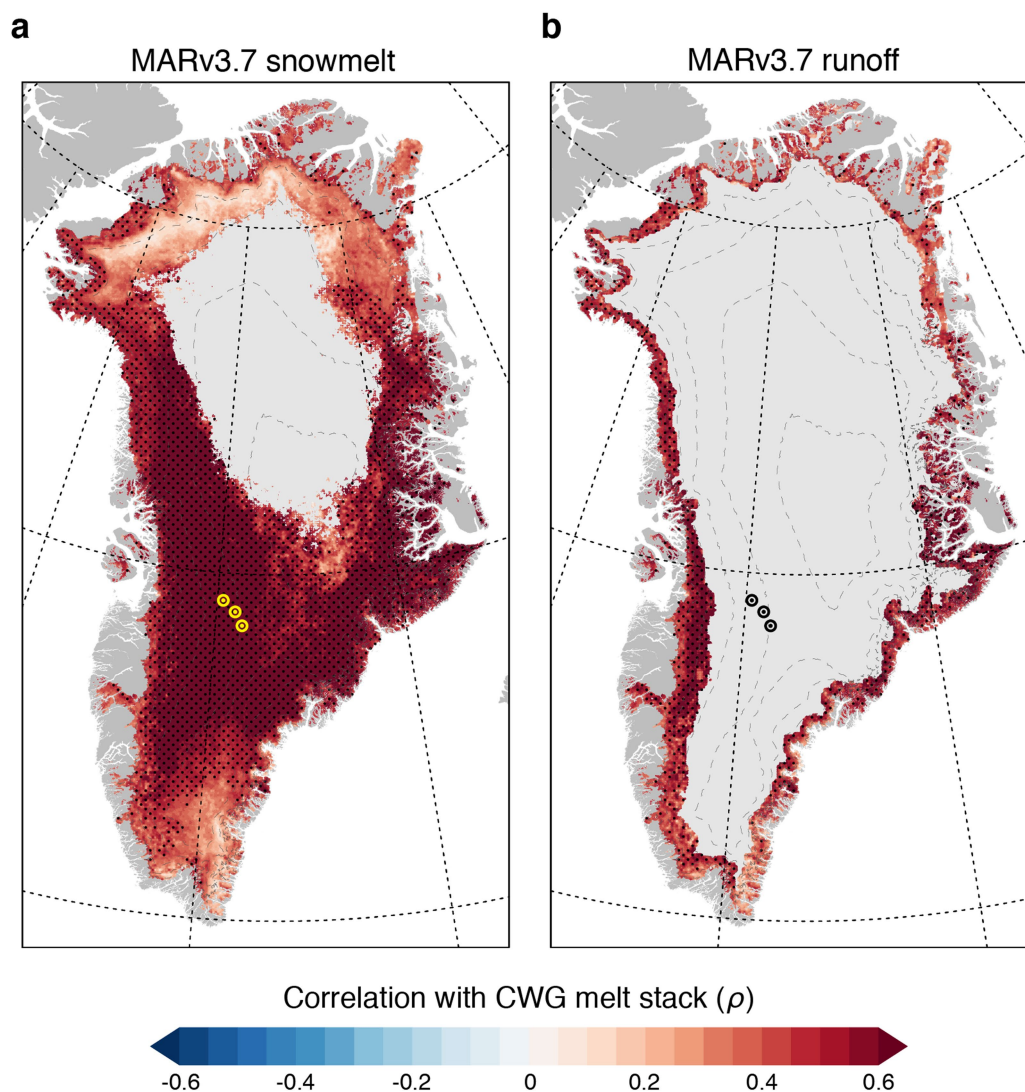 a
b
MARv3.7 snowmelt
MARv3.7 runoff
Correlation with CWG melt stack (ρ)
-0.6 -0.4 -0.2 0 0.2 0.4 0.6